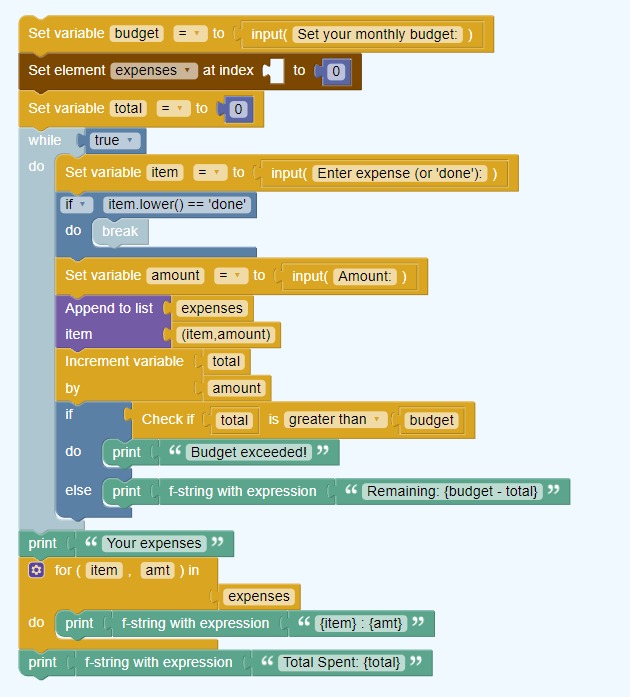 Set variable budget = to input( Set your monthly budget: )
Set element expenses at index to 0
Set variable total = to 0
while true
do Set variable item = to input( Enter expense (or 'done'): )
if item.lower() == 'done'
do break
Set variable amount = to input( Amount: )
Append to list expenses
item (item,amount)
Increment variable total
by amount
if Check if total is greater than budget
do print “ Budget exceeded! ”
else print f-string with expression “ Remaining: {budget - total} ”
print “ Your expenses ”
for ( item , amt ) in
expenses
do print f-string with expression “ {item} : {amt} ”
print f-string with expression “ Total Spent: {total} ”